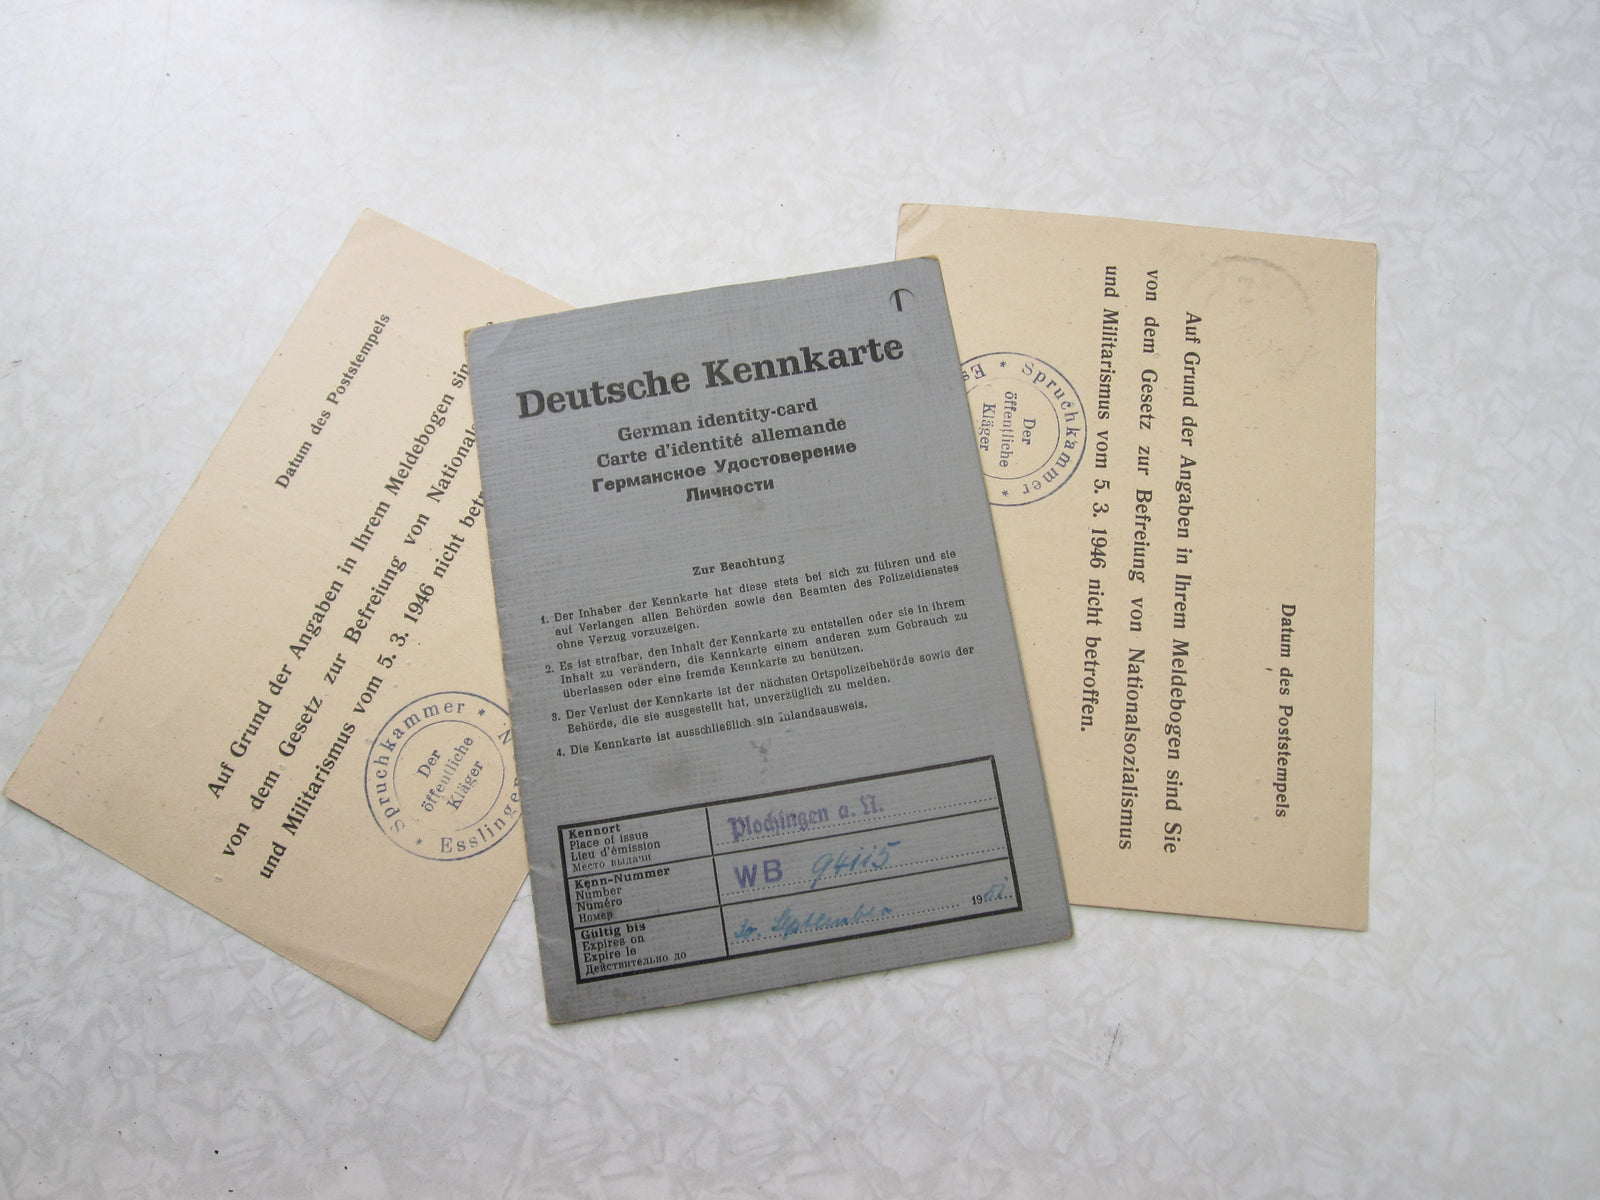 Datum des Poststempels
Auf Grund der Angaben in Ihrem Meldebogen sin
von dem Gesetz zur Befreiung von Nationals
und Militarismus vom 5. 3. 1946 nicht bet
Spruchkammer * N
* Esslingen
Der
öffentliche
Kläger
Deutsche Kennkarte
German identity-card
Carte d'identité allemande
Германское Удостоверение
Личности
Zur Beachtung
1. Der Inhaber der Kennkarte hat diese stets bei sich zu führen und sie
auf Verlangen allen Behörden sowie den Beamten des Polizeidienstes
ohne Verzug vorzuzeigen.
2. Es ist strafbar, den Inhalt der Kennkarte zu entstellen oder sie in ihrem
Inhalt zu verändern, die Kennkarte einem anderen zum Gebrauch zu
überlassen oder eine fremde Kennkarte zu benützen.
3. Der Verlust der Kennkarte ist der nächsten Ortspolizeibehörde sowie der
Behörde, die sie ausgestellt hat, unverzüglich zu melden.
4. Die Kennkarte ist ausschließlich ein Inlandsausweis.
Kennort
Place of issue
Lieu d'émission
Место выдачи
Plochingen a. N.
Kenn-Nummer
Number
Numéro
Номер
WB 94115
Gültig bis
Expires on
Expire le
Действительно до
September 19
Datum des Poststempels
Auf Grund der Angaben in Ihrem Meldebogen sind Sie
von dem Gesetz zur Befreiung von Nationalsozialismus
und Militarismus vom 5. 3. 1946 nicht betroffen.
* Spruchkammer *
Es
Der
öffentliche
Kläger